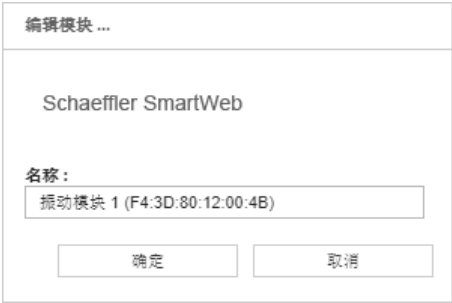 编辑模块 ...
Schaeffler SmartWeb
名称 :
振动模块 1 (F4:3D:80:12:00:4B)
确定
取消